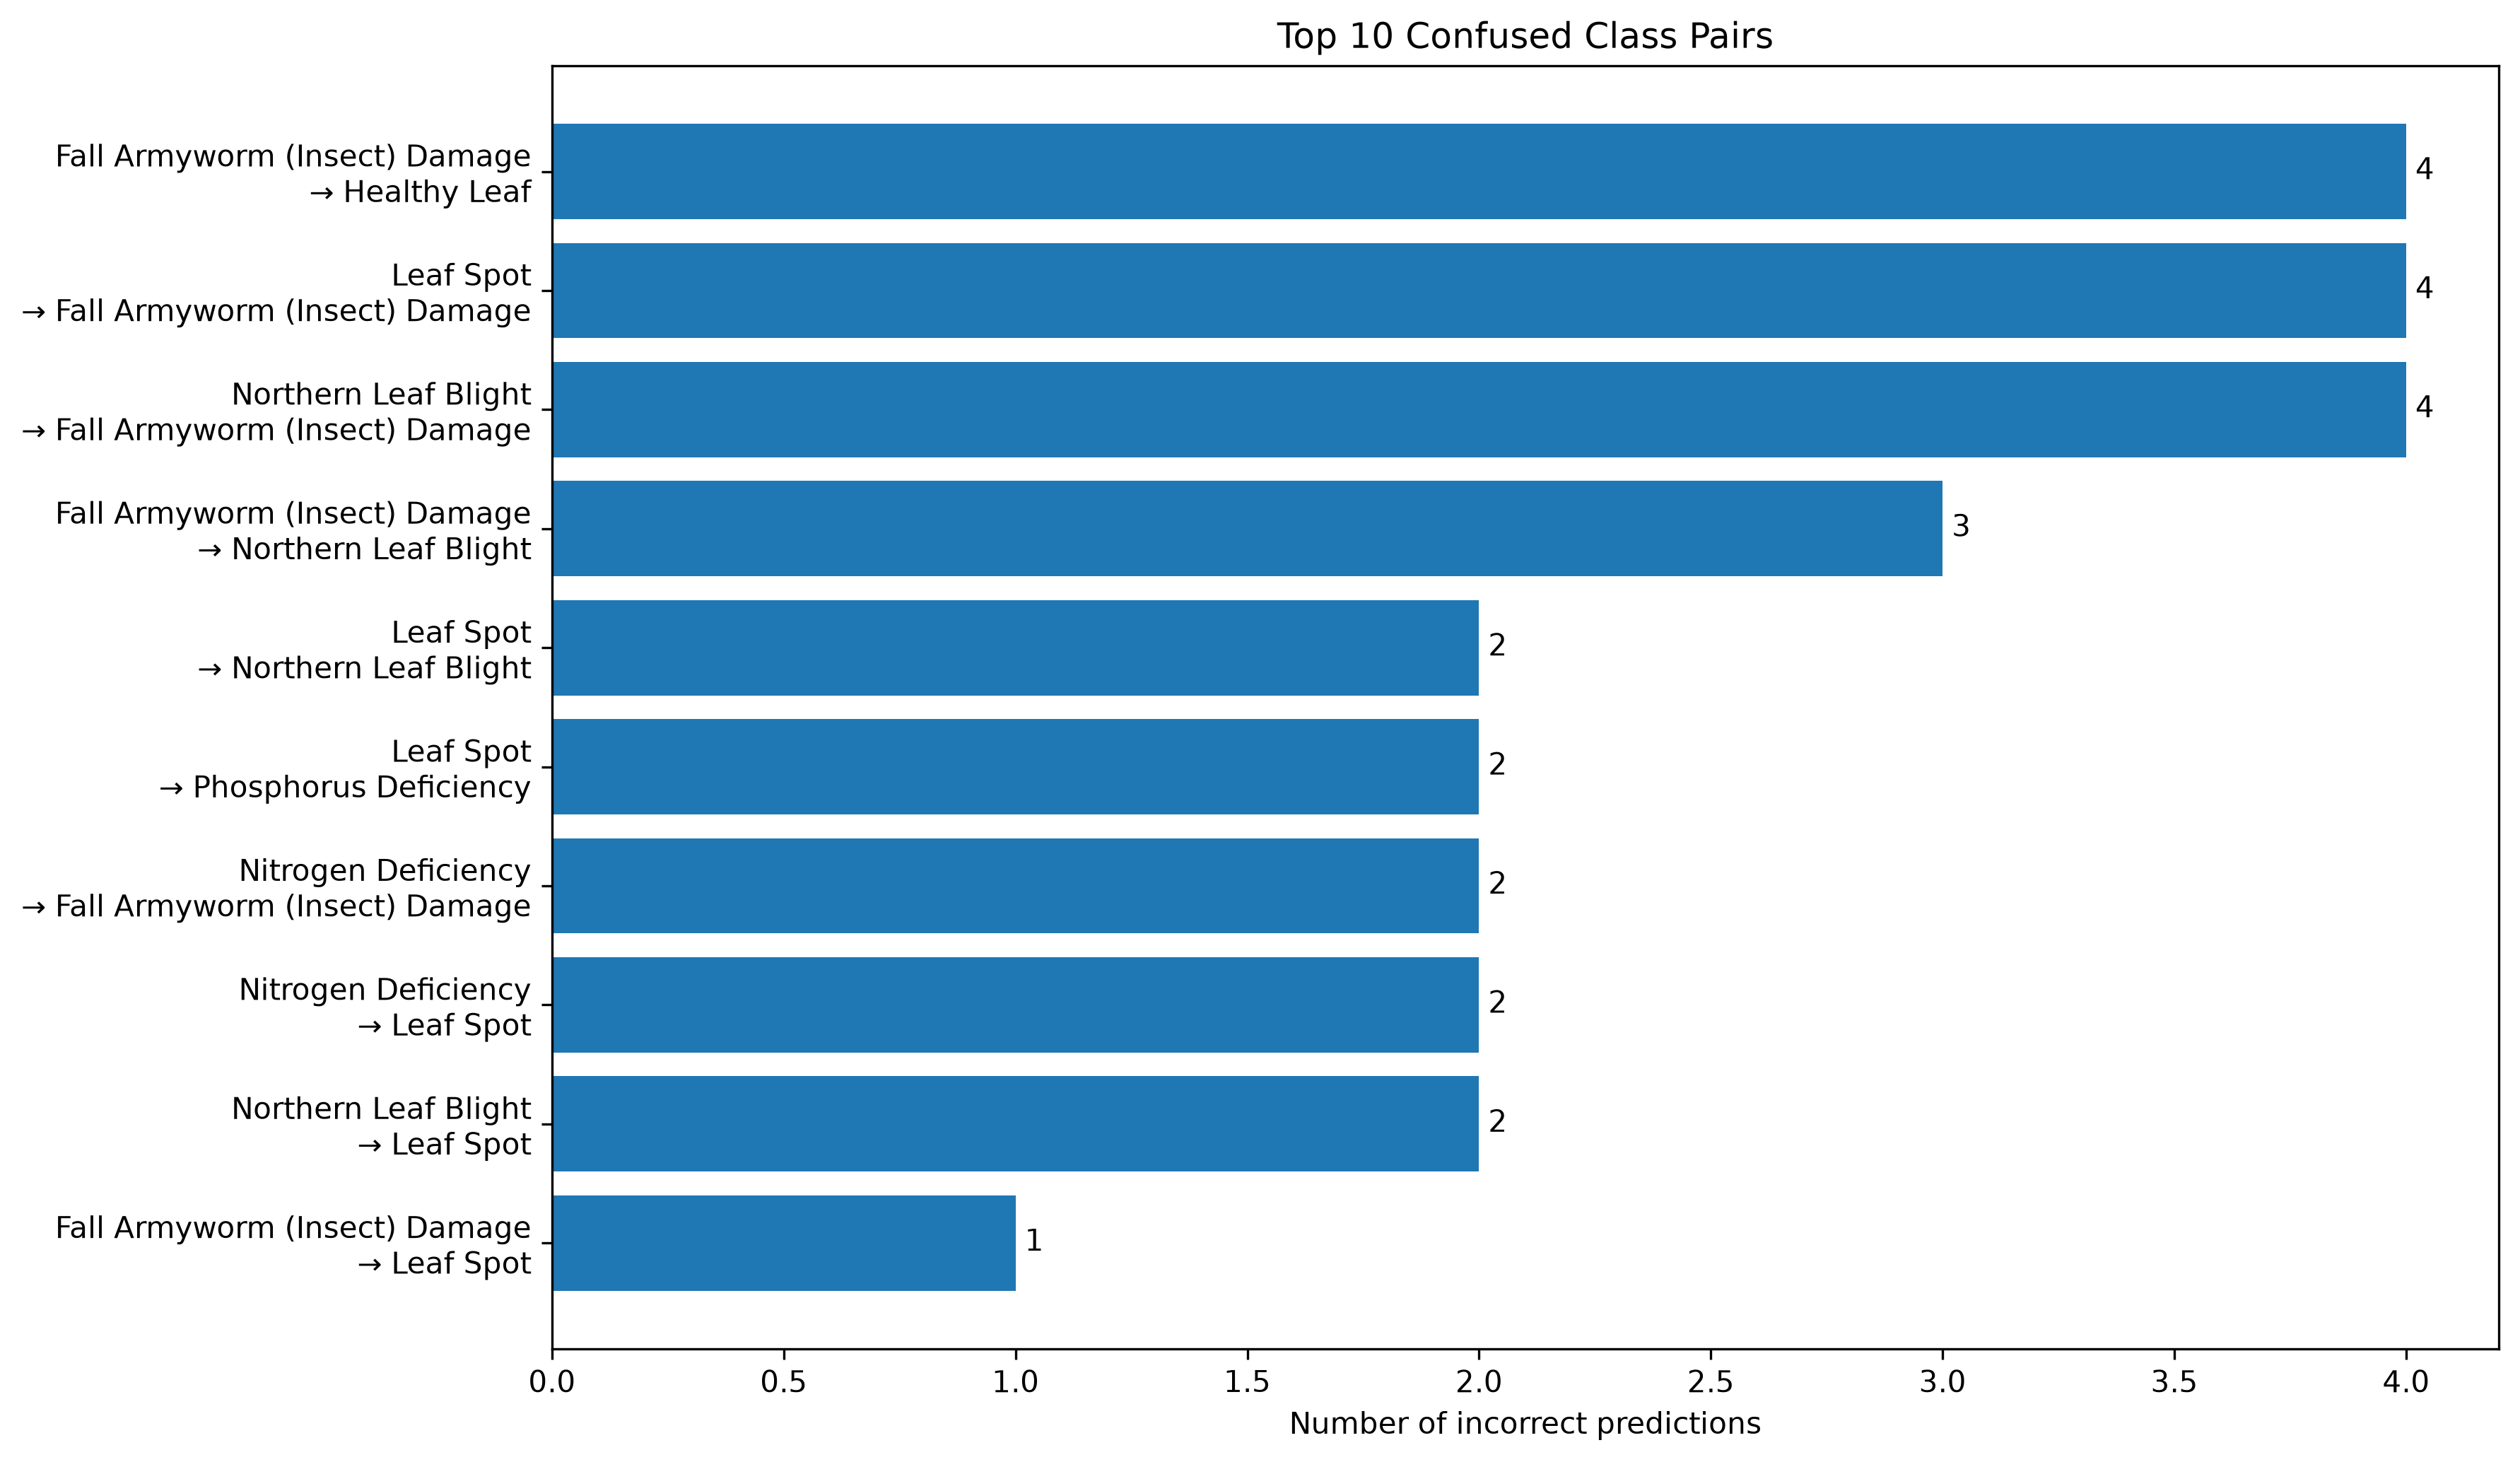 Top 10 Confused Class Pairs
Fall Armyworm (Insect) Damage
→ Healthy Leaf
4
Leaf Spot
→ Fall Armyworm (Insect) Damage
4
Northern Leaf Blight
→ Fall Armyworm (Insect) Damage
4
Fall Armyworm (Insect) Damage
→ Northern Leaf Blight
3
Leaf Spot
→ Northern Leaf Blight
2
Leaf Spot
→ Phosphorus Deficiency
2
Nitrogen Deficiency
→ Fall Armyworm (Insect) Damage
2
Nitrogen Deficiency
→ Leaf Spot
2
Northern Leaf Blight
→ Leaf Spot
2
Fall Armyworm (Insect) Damage
→ Leaf Spot
1
0.0 0.5 1.0 1.5 2.0 2.5 3.0 3.5 4.0
Number of incorrect predictions